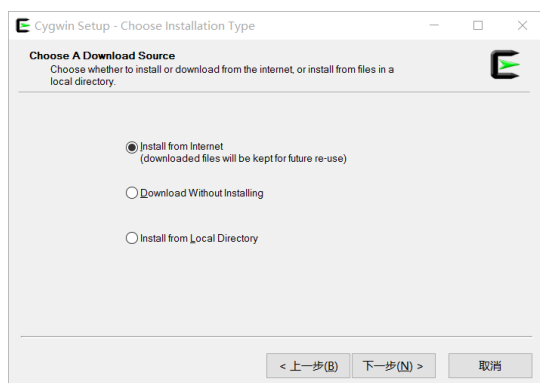 Cygwin Setup - Choose Installation Type
Choose A Download Source
Choose whether to install or download from the internet, or install from files in a
local directory.
Install from Internet
(downloaded files will be kept for future re-use)
Download Without Installing
Install from Local Directory
< 上一步(B) 下一步(N) > 取消